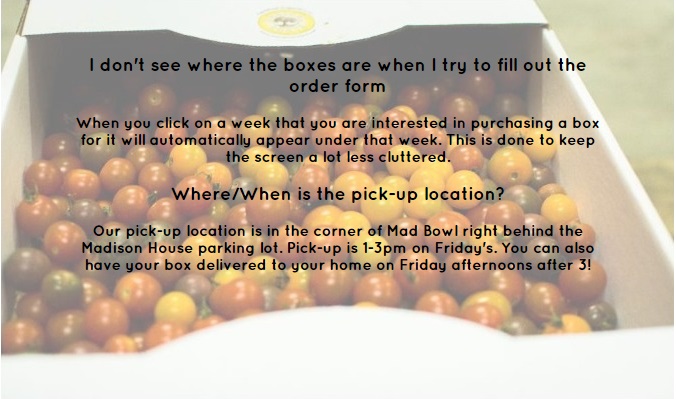 I don't see where the boxes are when I try to fill out the
order form
When you click on a week that you are interested in purchasing a box
for it will automatically appear under that week. This is done to keep
the screen a lot less cluttered.
Where/When is the pick-up location?
Our pick-up location is in the corner of Mad Bowl right behind the
Madison House parking lot. Pick-up is 1-3pm on Friday's. You can also
have your box delivered to your home on Friday afternoons after 3!